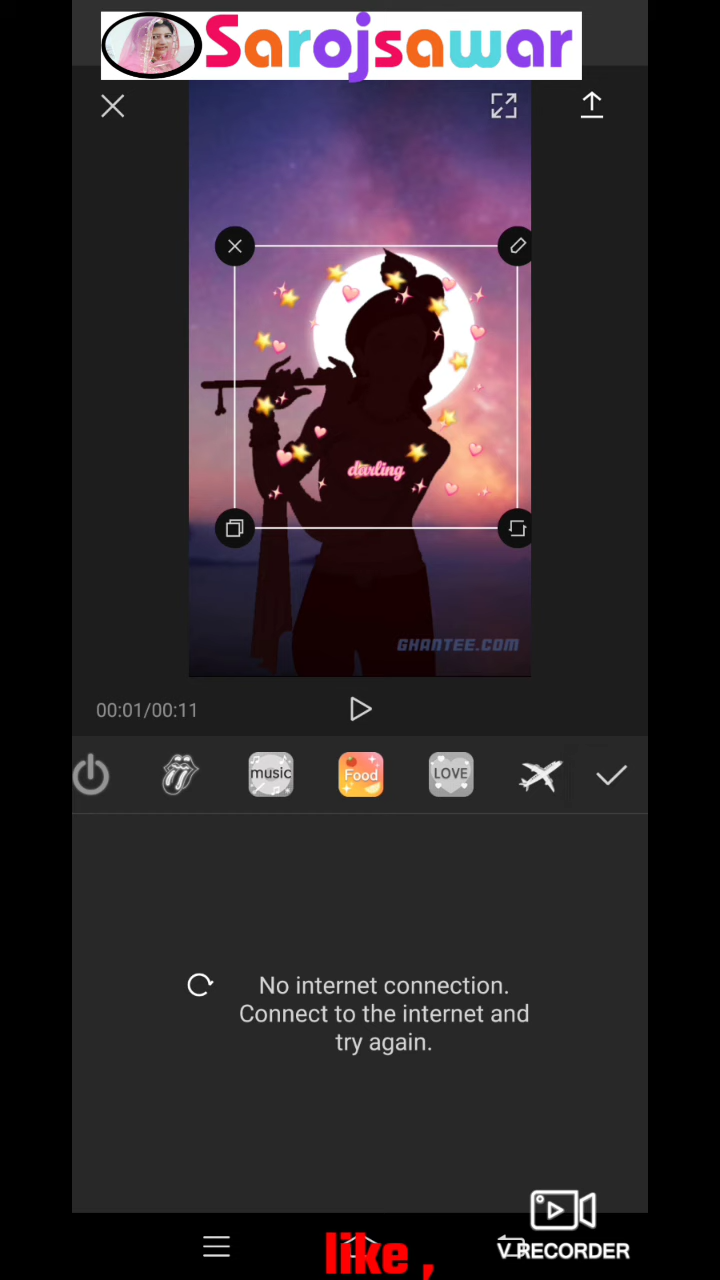 Sarojsawar
darling
GHANTEE.COM
00:01/00:11
music
Food
LOVE
No internet connection.
Connect to the internet and
try again.
like ,
V RECORDER